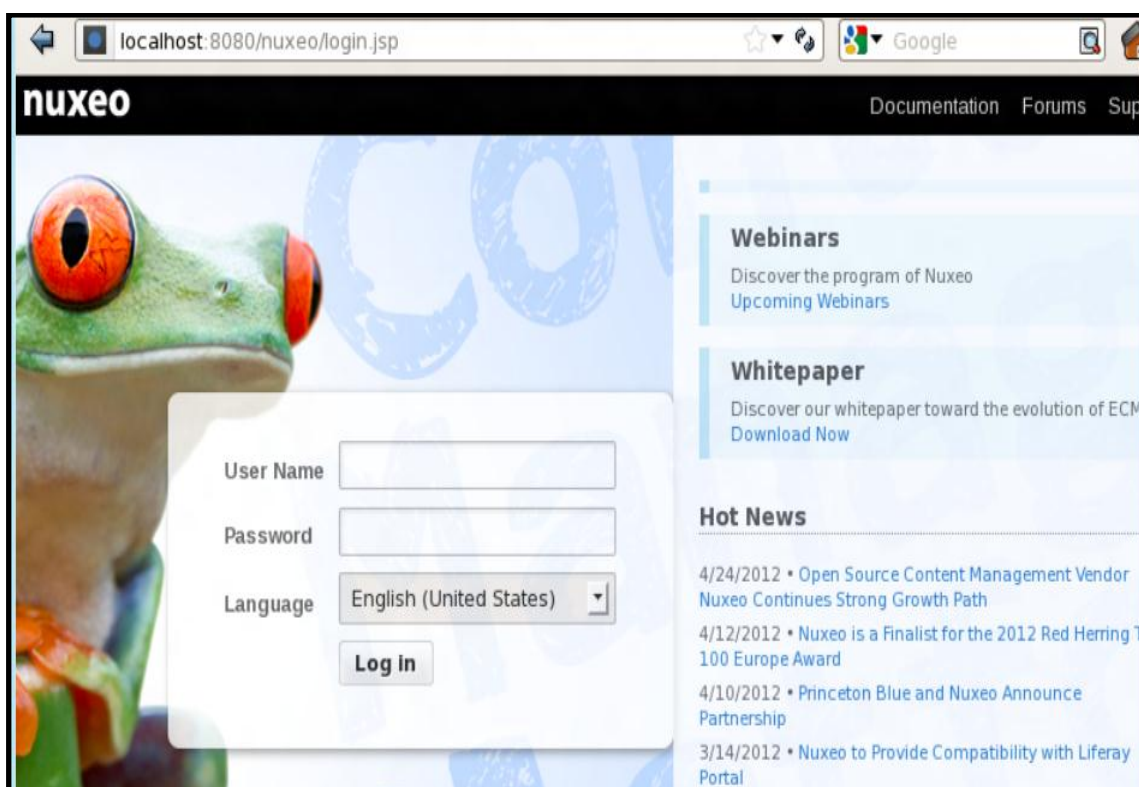 localhost:8080/nuxeo/login.jsp
Google
nuxeo
Documentation Forums Sup
Webinars
Discover the program of Nuxeo
Upcoming Webinars
Whitepaper
Discover our whitepaper toward the evolution of ECM
Download Now
User Name
Password
Language
English (United States)
Log in
Hot News
4/24/2012 • Open Source Content Management Vendor
Nuxeo Continues Strong Growth Path
4/12/2012 • Nuxeo is a Finalist for the 2012 Red Herring T
100 Europe Award
4/10/2012 • Princeton Blue and Nuxeo Announce
Partnership
3/14/2012 • Nuxeo to Provide Compatibility with Liferay
Portal